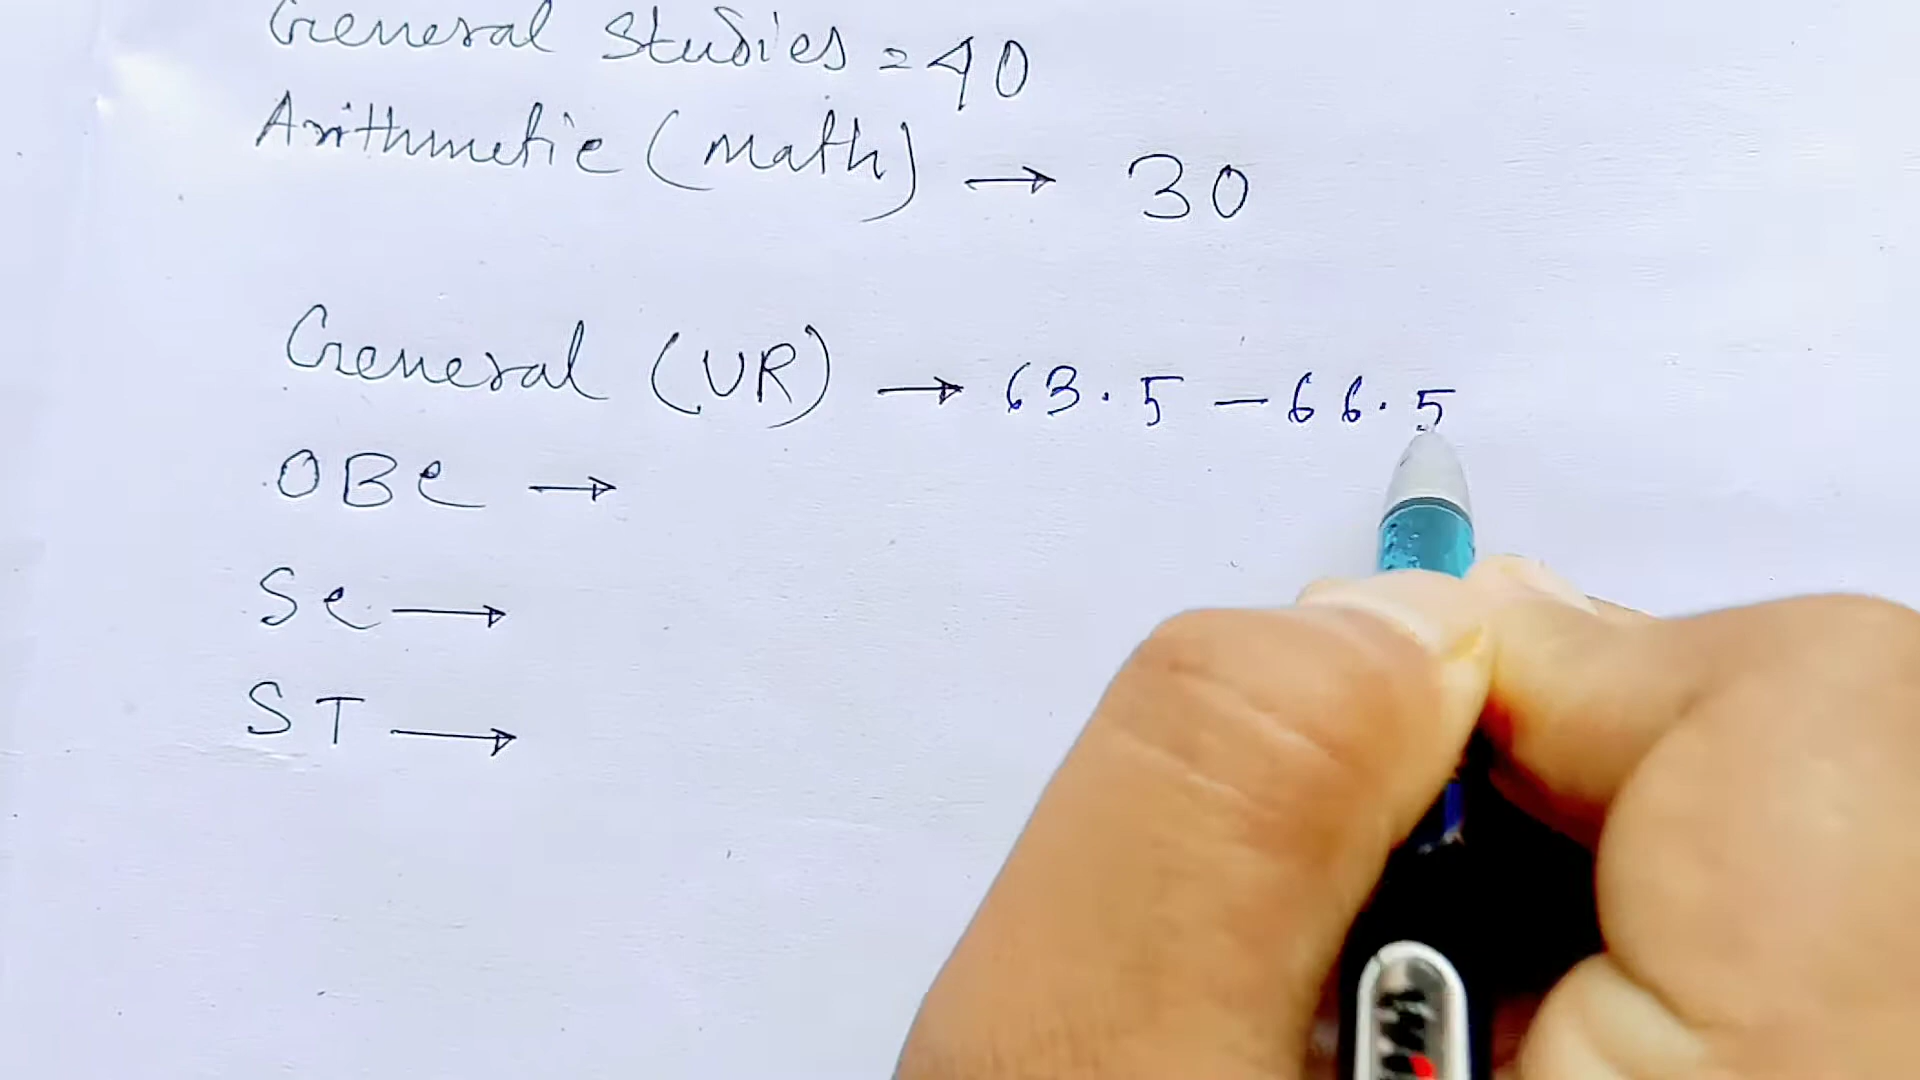 General Studies = 40
Arithmetic (Math) → 30
General (UR) → 63.5 – 66.5
OBC →
SC →
ST →